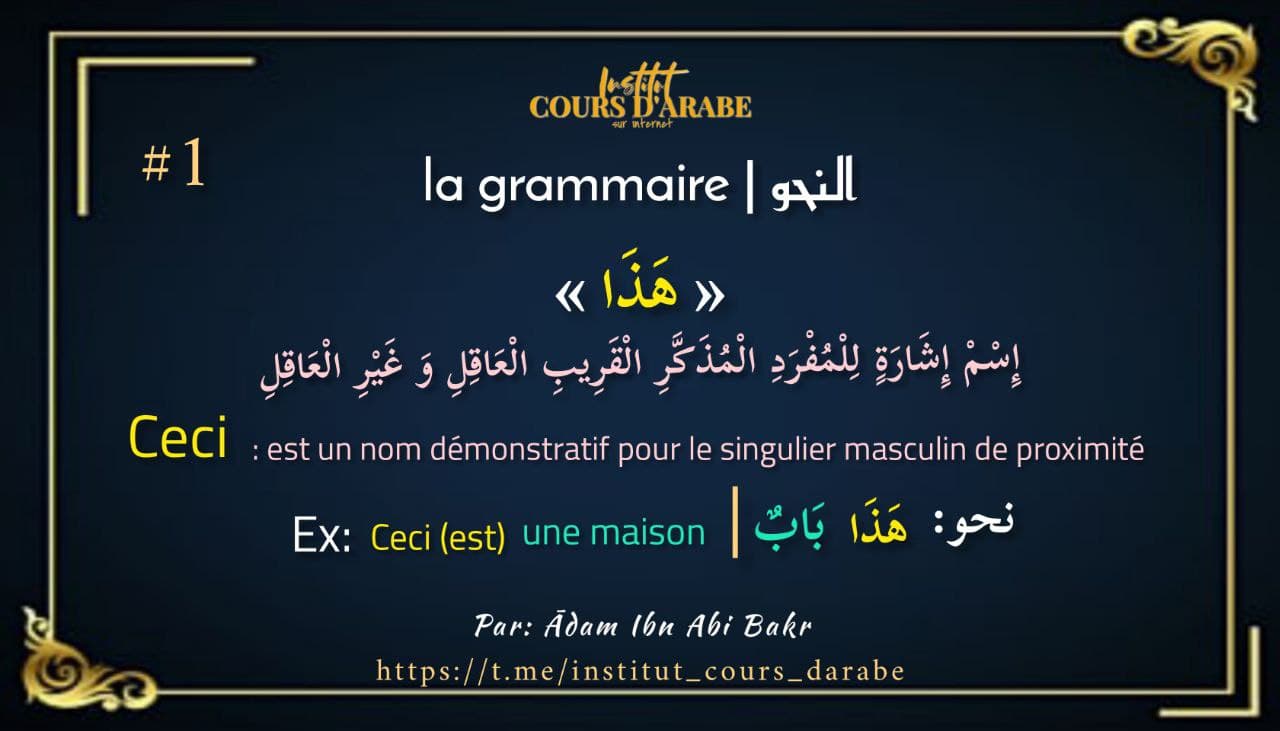 Institut
COURS D'ARABE
sur internet
#1
la grammaire | النحو
« هَذَا »
إِسْمْ إِشَارَةٍ لِلْمُفْرَدِ الْمُذَكَّرِ الْقَرِيبِ الْعَاقِلِ وَ غَيْرِ الْعَاقِلِ
Ceci : est un nom démonstratif pour le singulier masculin de proximité
Ex: Ceci (est) une maison | نحو: هَذَا بَابٌ
Par: Ādam Ibn Abi Bakr
https://t.me/institut_cours_darabe